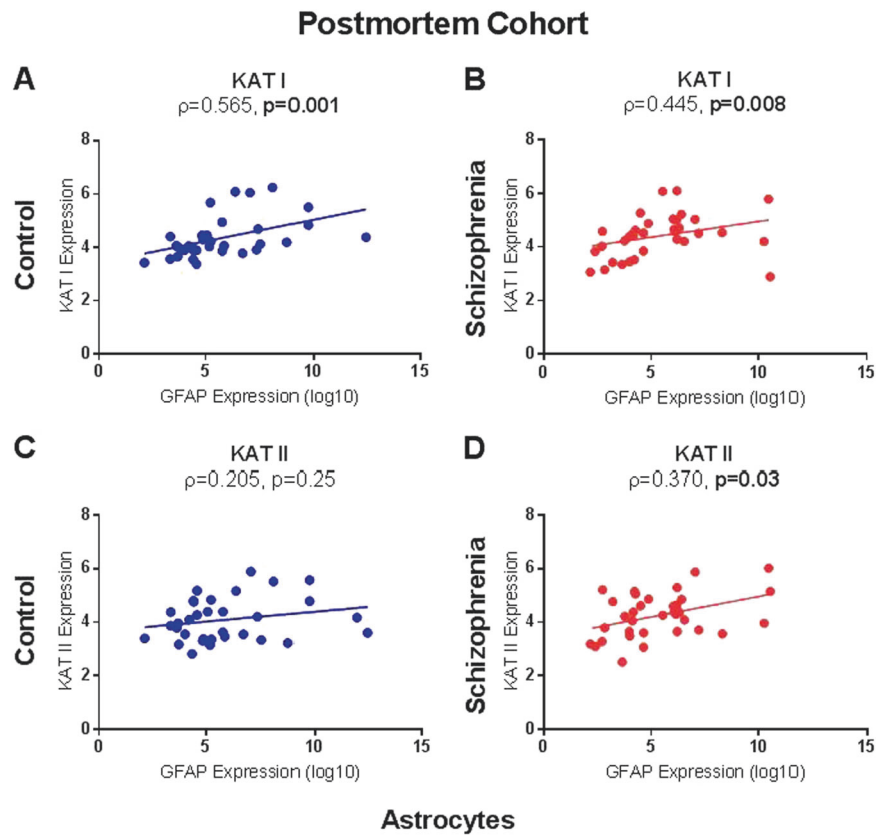 Postmortem Cohort
A
KAT I
ρ=0.565, p=0.001
Control
KAT I Expression
8
6
4
2
0
0
5
10
15
GFAP Expression (log10)
B
KAT I
ρ=0.445, p=0.008
Schizophrenia
KAT I Expression
8
6
4
2
0
0
5
10
15
GFAP Expression (log10)
C
KAT II
ρ=0.205, p=0.25
Control
KAT II Expression
8
6
4
2
0
0
5
10
15
GFAP Expression (log10)
D
KAT II
ρ=0.370, p=0.03
Schizophrenia
KAT II Expression
8
6
4
2
0
0
5
10
15
GFAP Expression (log10)
Astrocytes